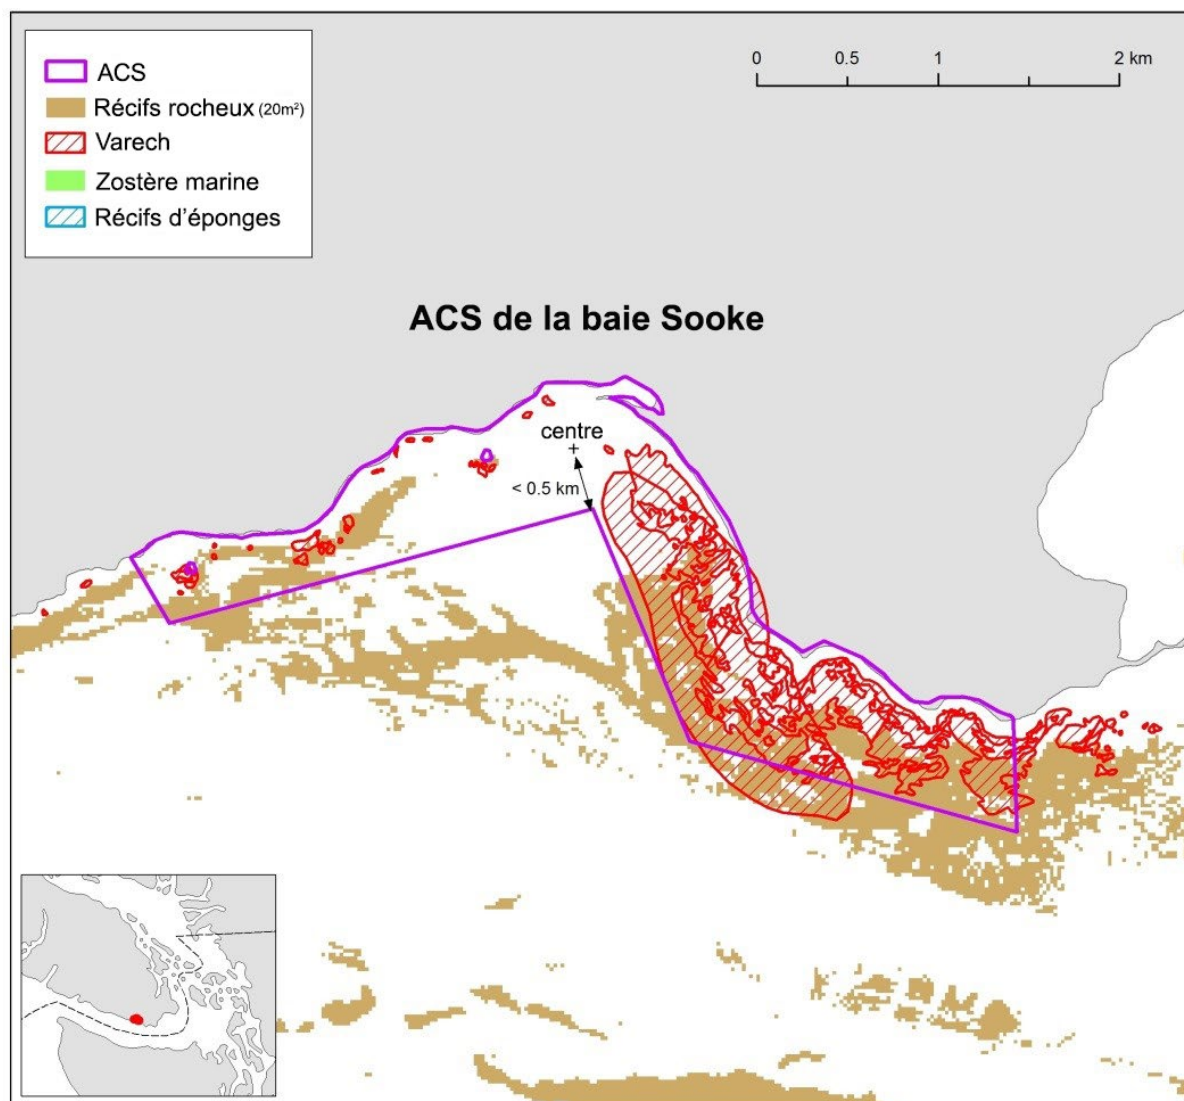 ACS
Récifs rocheux (20m²)
Varech
Zostère marine
Récifs d'éponges
0 0.5 1 2 km
ACS de la baie Sooke
centre
+
< 0.5 km